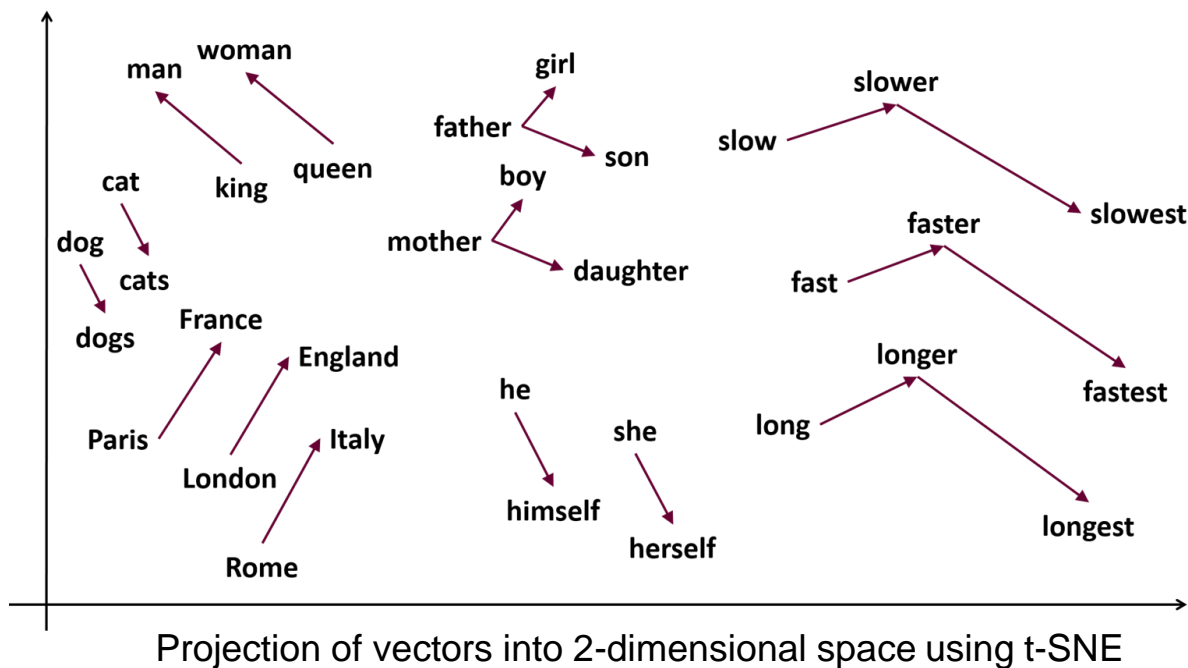 woman
man
girl
slower
father
slow
son
queen
boy
king
cat
slowest
faster
dog
mother
daughter
cats
fast
France
dogs
England
longer
he
fastest
Paris
Italy
she
long
London
himself
longest
herself
Rome
Projection of vectors into 2-dimensional space using t-SNE